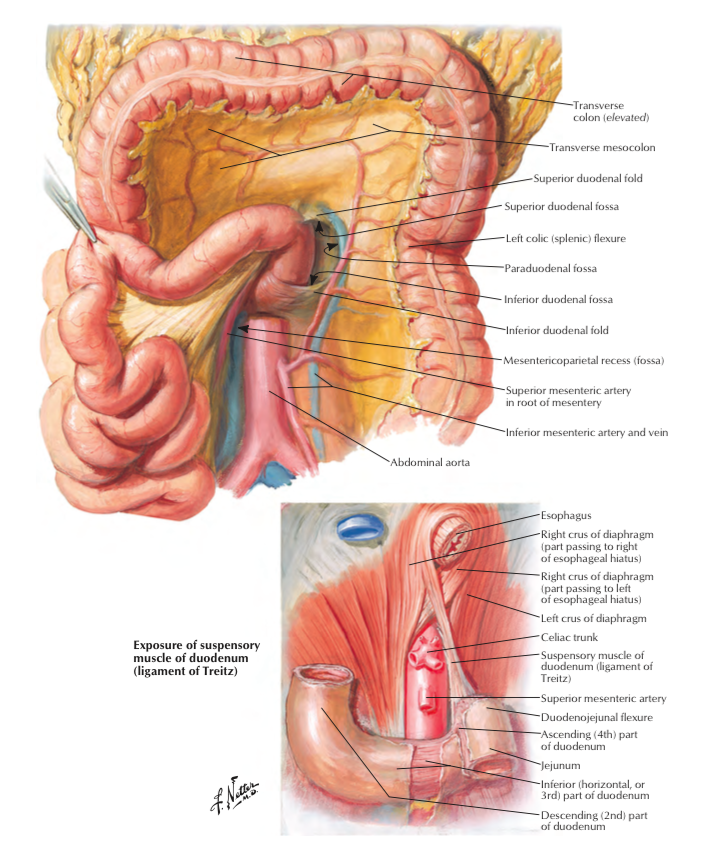 Transverse
colon (elevated)
Transverse mesocolon
Superior duodenal fold
Superior duodenal fossa
Left colic (splenic) flexure
Paraduodenal fossa
Inferior duodenal fossa
Inferior duodenal fold
Mesentericoparietal recess (fossa)
Superior mesenteric artery
in root of mesentery
Inferior mesenteric artery and vein
Abdominal aorta
Esophagus
Right crus of diaphragm
(part passing to right
of esophageal hiatus)
Right crus of diaphragm
(part passing to left
of esophageal hiatus)
Left crus of diaphragm
Celiac trunk
Suspensory muscle of
duodenum (ligament of
Treitz)
Superior mesenteric artery
Duodenojejunal flexure
Ascending (4th) part
of duodenum
Jejunum
Inferior (horizontal, or
3rd) part of duodenum
Descending (2nd) part
of duodenum
Exposure of suspensory
muscle of duodenum
(ligament of Treitz)
F. Netter
M.D.